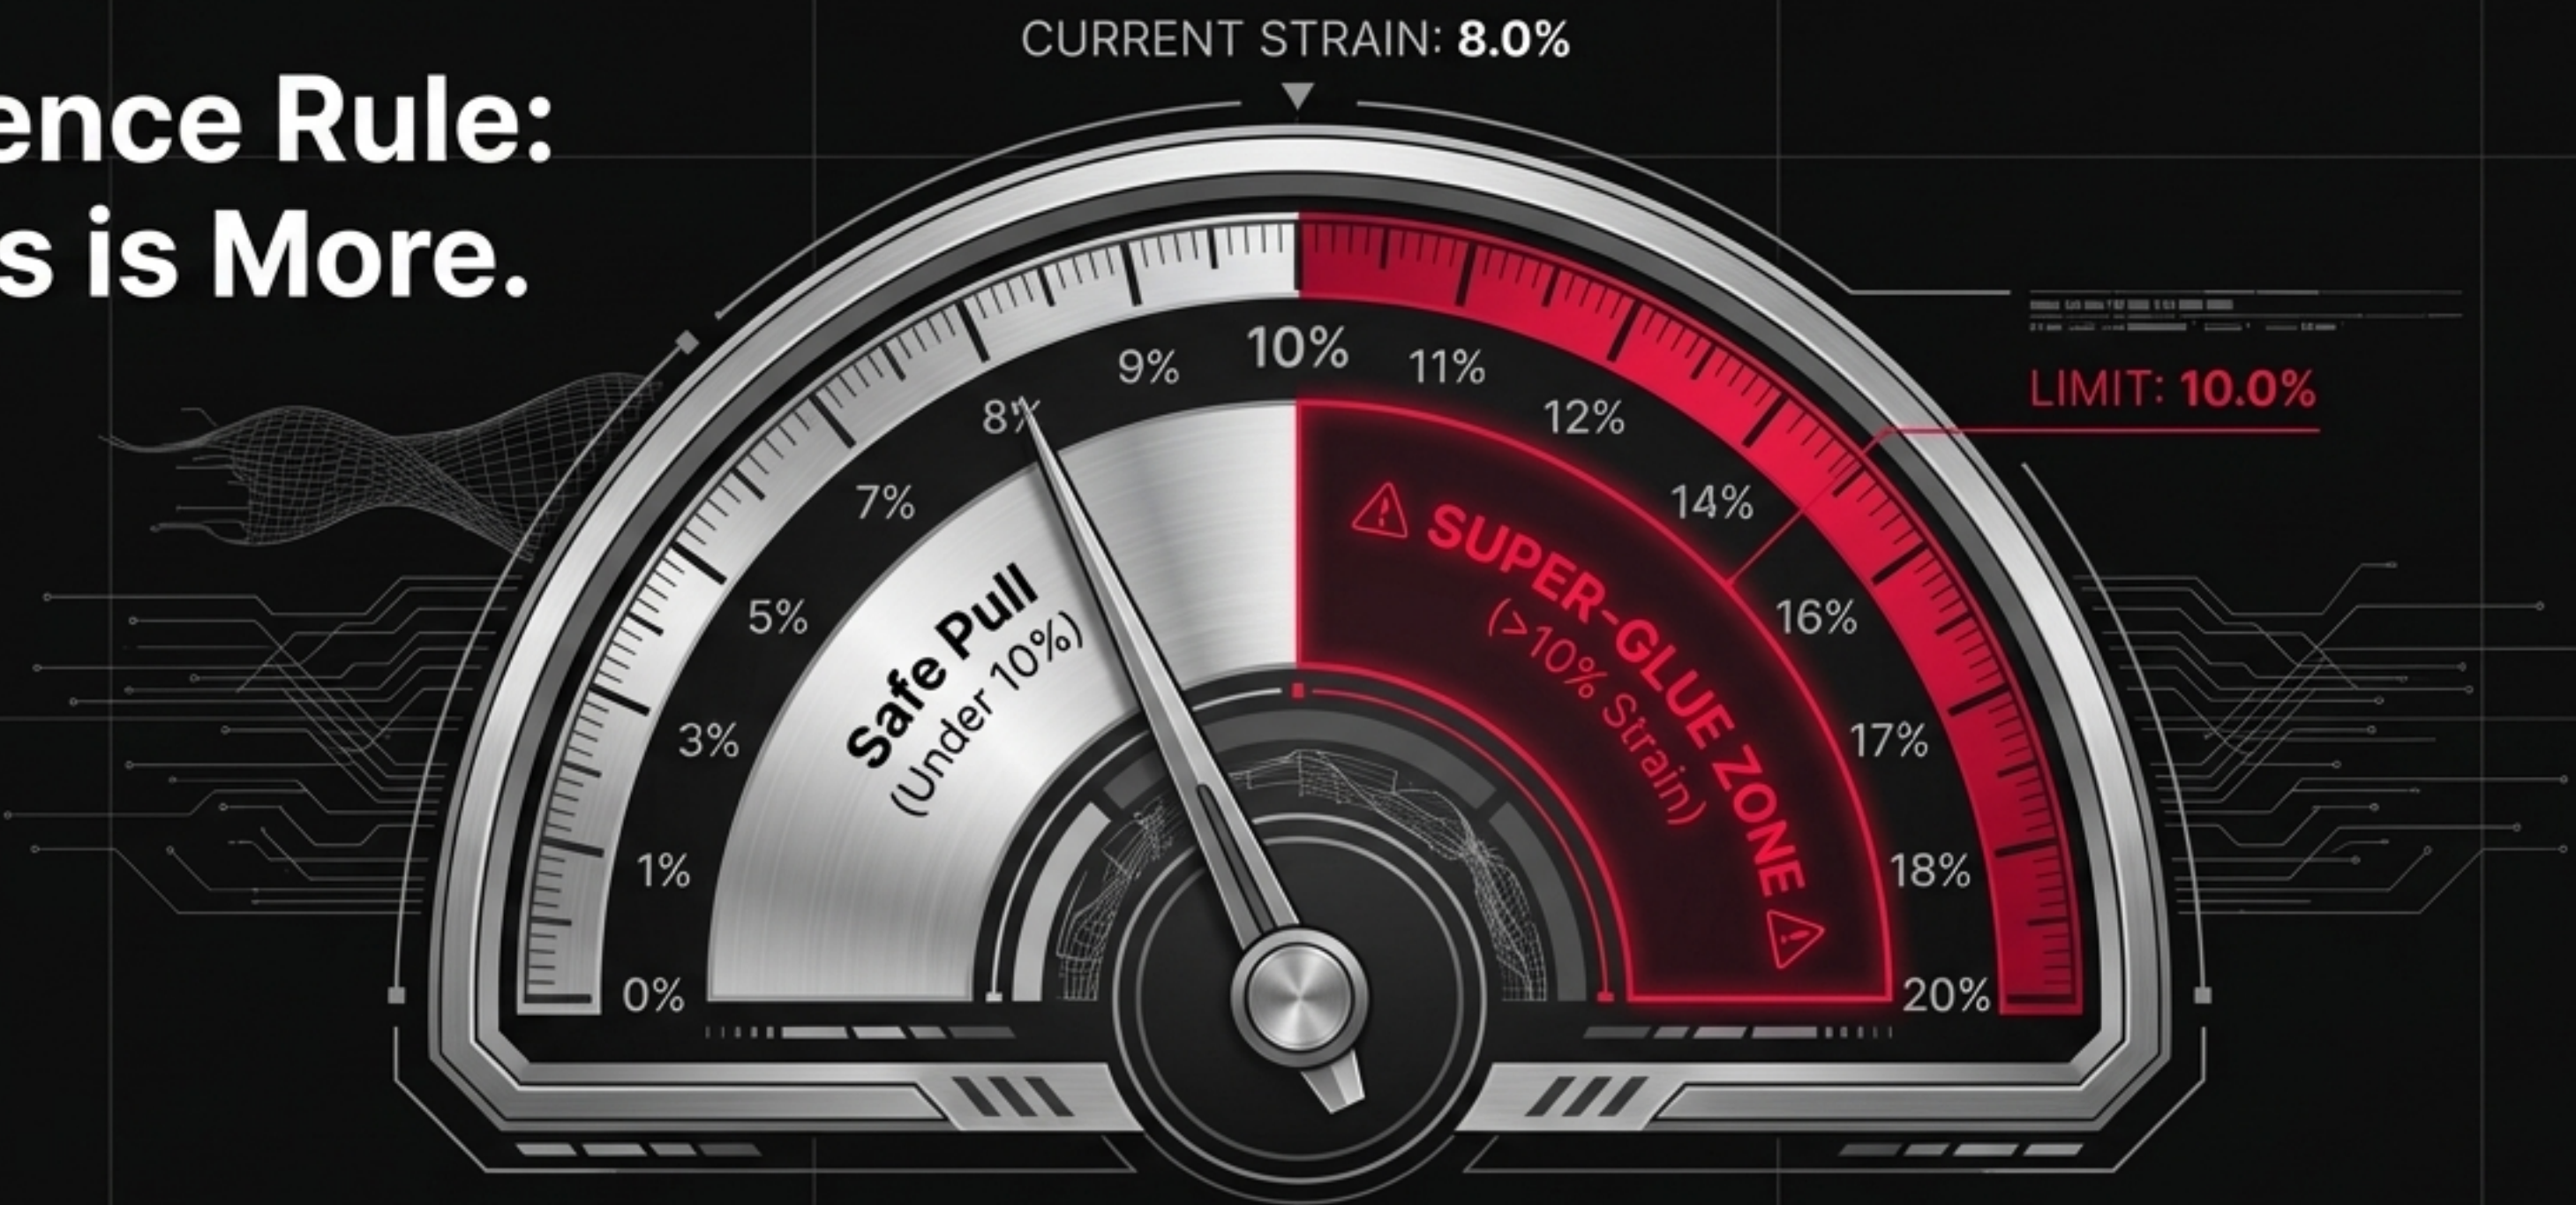 CURRENT STRAIN: 8.0%
ence Rule:
s is More.
LIMIT: 10.0%
0%
1%
3%
5%
7%
8%
9%
10%
11%
12%
14%
16%
17%
18%
20%
Safe Pull
(Under 10%)
SUPER-GLUE ZONE
(>10% Strain)